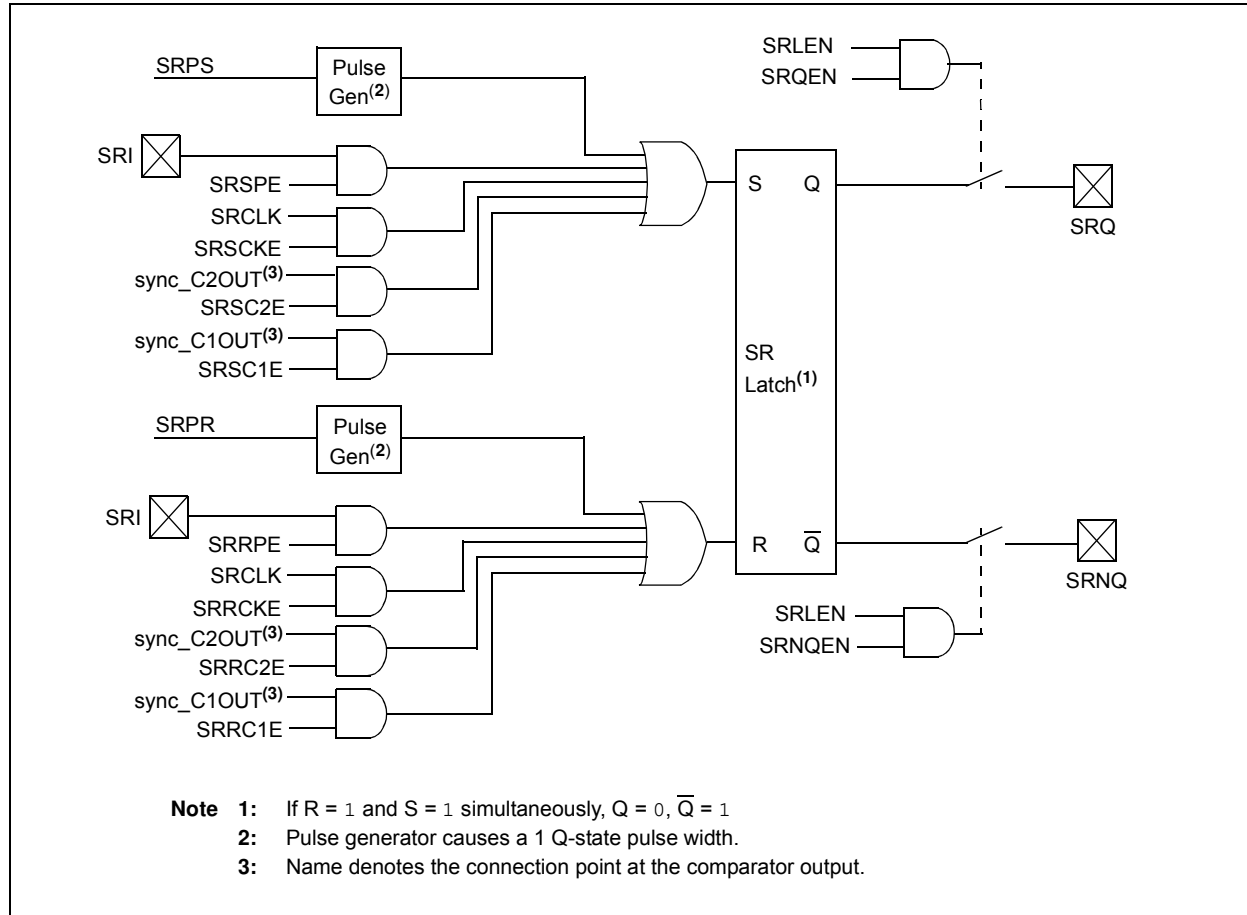 SRPS
Pulse
Gen(2)
SRI
SRSPE
SRCLK
SRSCKE
sync_C2OUT(3)
SRSC2E
sync_C1OUT(3)
SRSC1E
SRPR
Pulse
Gen(2)
SRI
SRRPE
SRCLK
SRRCKE
sync_C2OUT(3)
SRRC2E
sync_C1OUT(3)
SRRC1E
S Q
SR
Latch(1)
R Q̅
SRLEN
SRQEN
SRQ
SRNQ
SRLEN
SRNQEN
Note 1: If R = 1 and S = 1 simultaneously, Q = 0, Q̅ = 1
2: Pulse generator causes a 1 Q-state pulse width.
3: Name denotes the connection point at the comparator output.